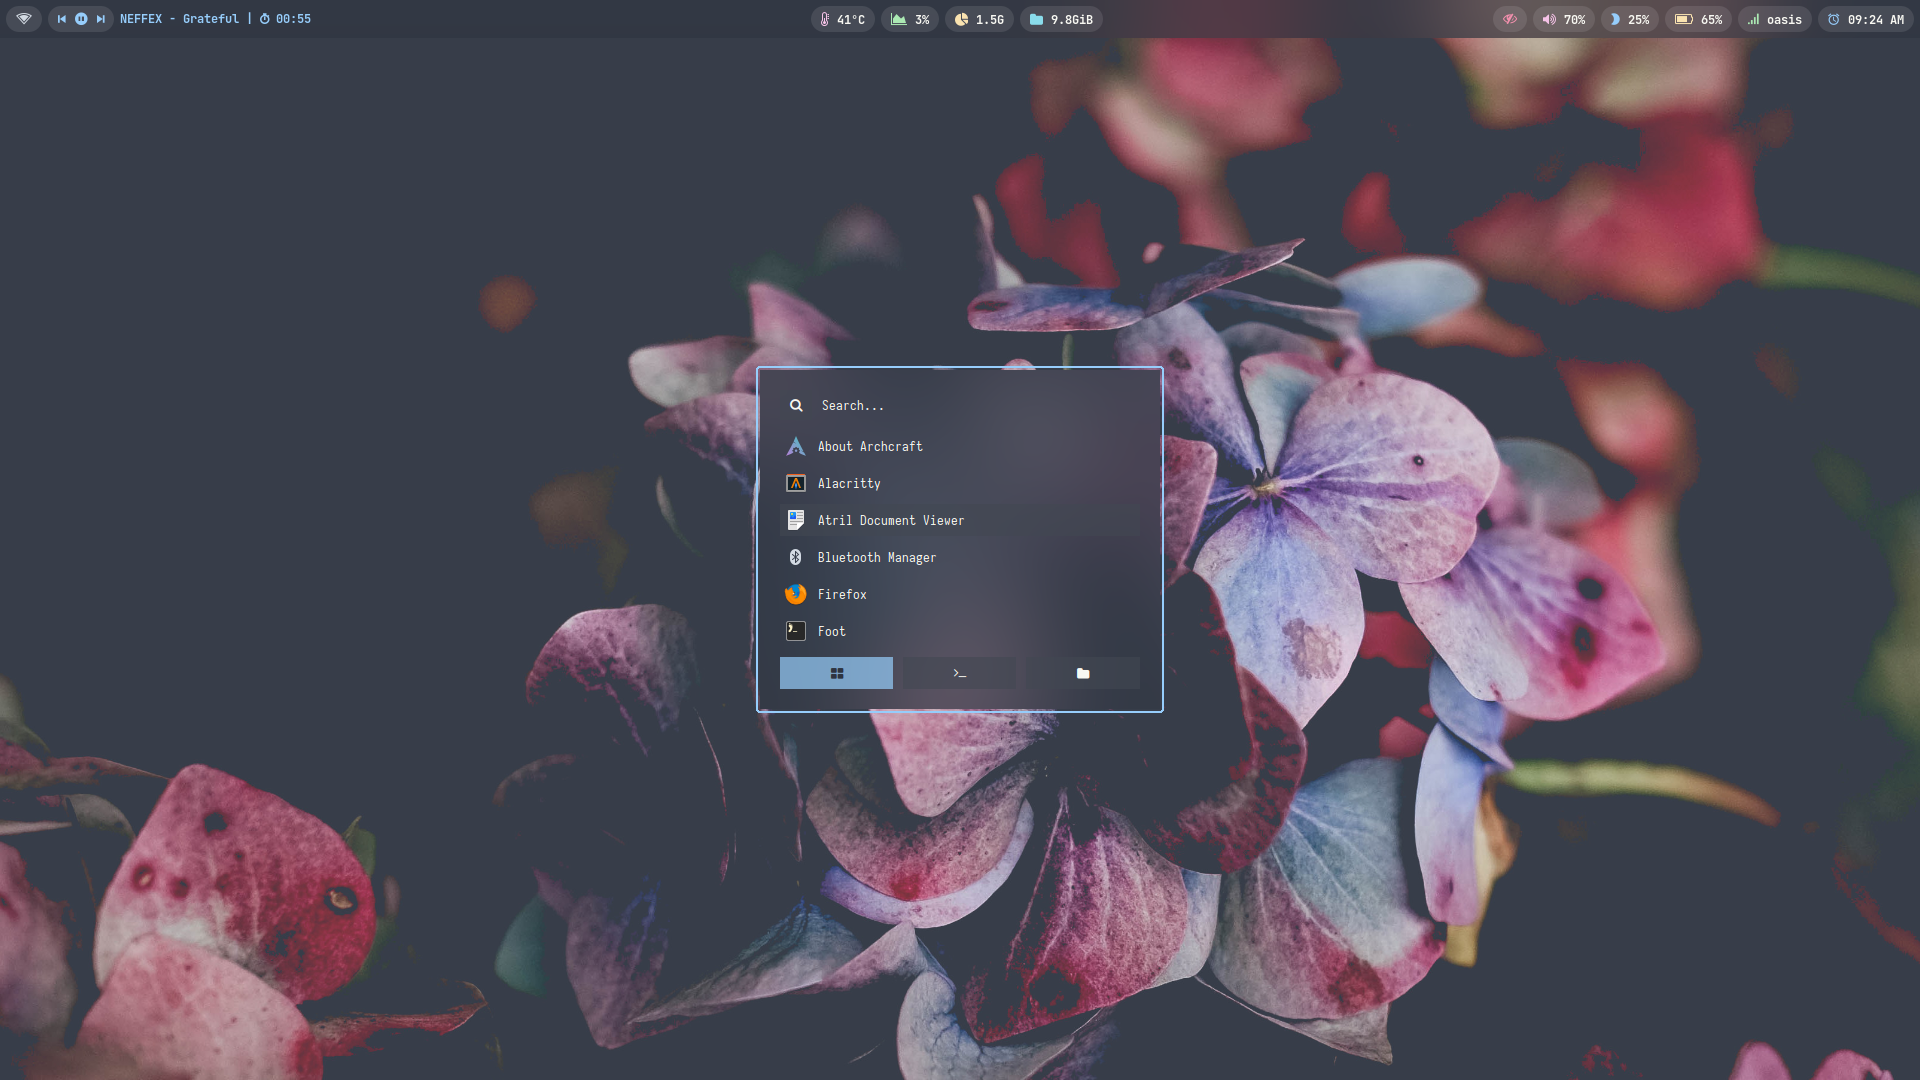 NEFFEX - Grateful | 00:55
41°C
3%
1.5G
9.8GiB
70%
25%
65%
oasis
09:24 AM
Search...
About Archcraft
Alacritty
Atril Document Viewer
Bluetooth Manager
Firefox
Foot